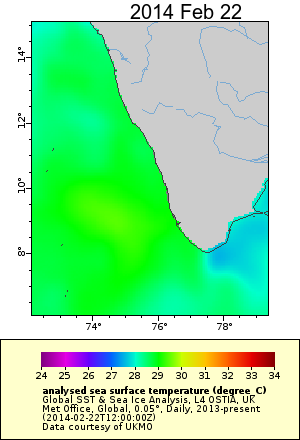 2014 Feb 22
14°
12°
10°
8°
74° 76° 78°
24 25 26 27 28 29 30 31 32 33 34
analysed sea surface temperature (degree_C)
Global SST & Sea Ice Analysis, L4 OSTIA, UK
Met Office, Global, 0.05°, Daily, 2013-present
(2014-02-22T12:00:00Z)
Data courtesy of UKMO